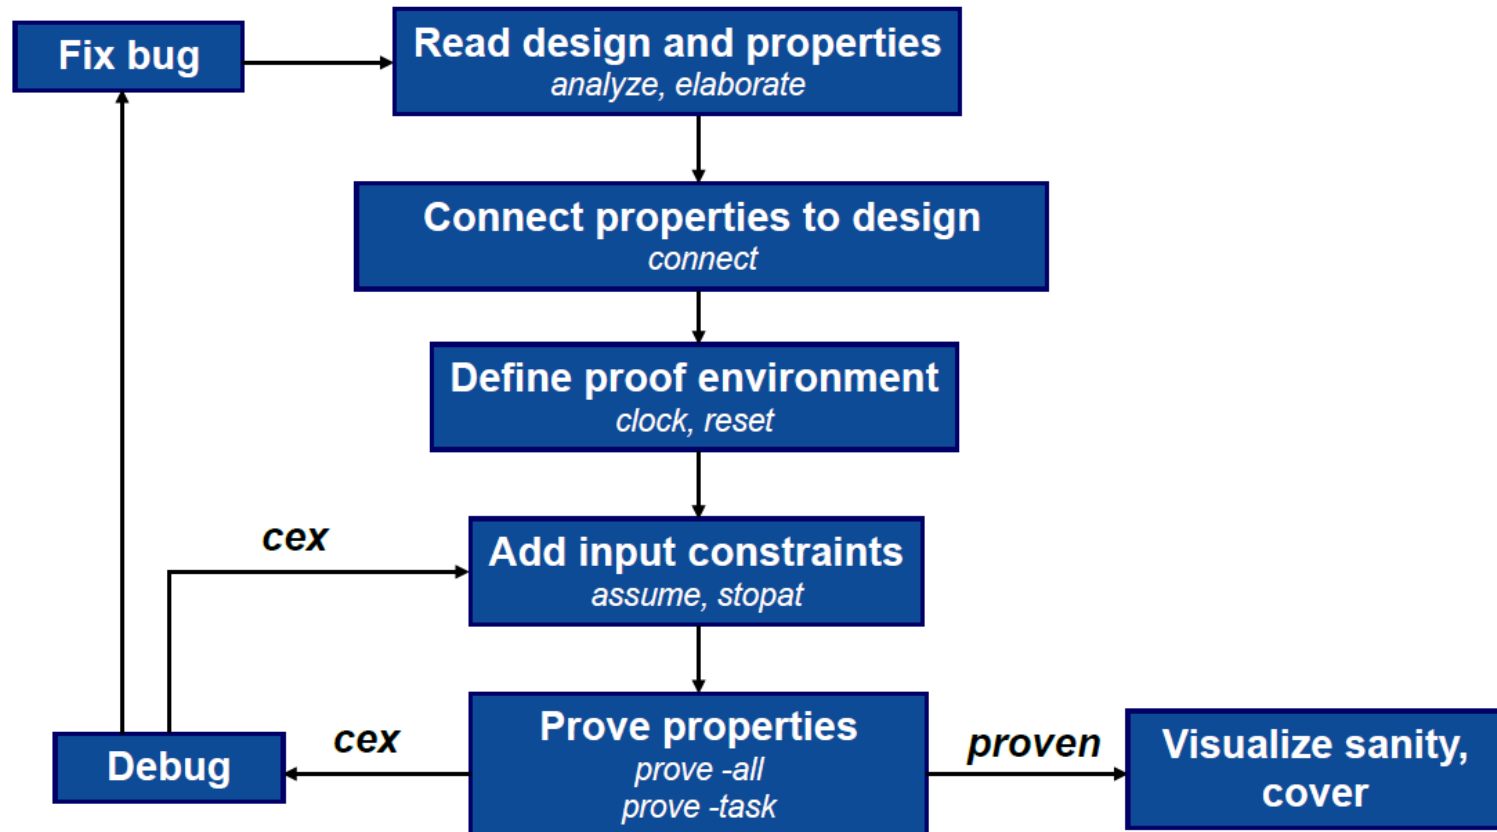 Fix bug
Read design and properties
analyze, elaborate
Connect properties to design
connect
Define proof environment
clock, reset
cex
Add input constraints
assume, stopat
Debug
cex
Prove properties
prove -all
prove -task
proven
Visualize sanity,
cover